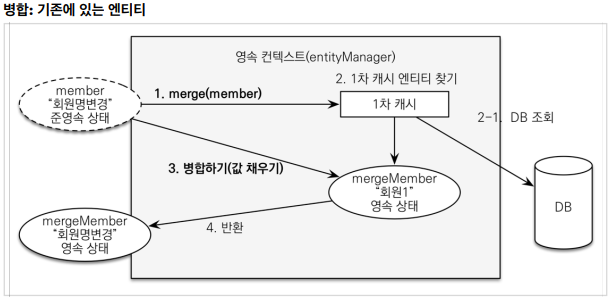 병합: 기존에 있는 엔티티
영속 컨텍스트(entityManager)
member
“회원명변경”
준영속 상태
1. merge(member)
2. 1차 캐시 엔티티 찾기
1차 캐시
2-1. DB 조회
3. 병합하기(값 채우기)
mergeMember
“회원1”
영속 상태
DB
mergeMember
“회원명변경”
영속 상태
4. 반환